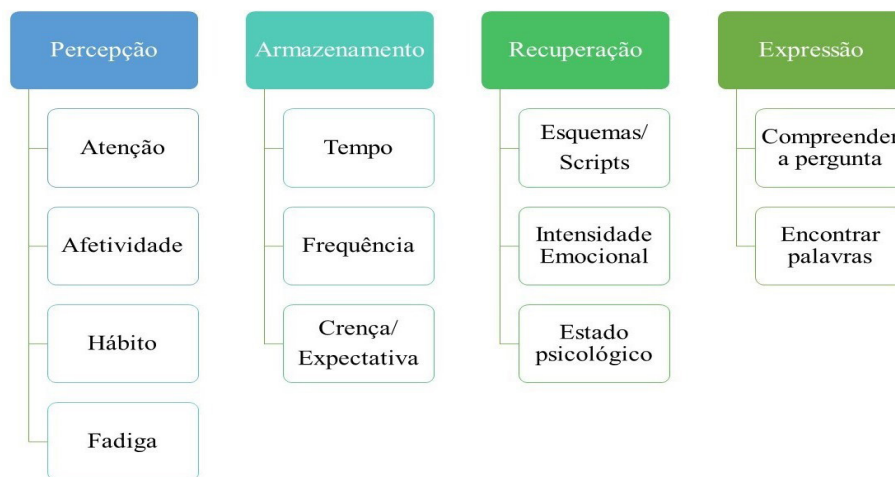 Percepção
Atenção
Afetividade
Hábito
Fadiga
Armazenamento
Tempo
Frequência
Crença/
Expectativa
Recuperação
Esquemas/
Scripts
Intensidade
Emocional
Estado
psicológico
Expressão
Compreender
a pergunta
Encontrar
palavras